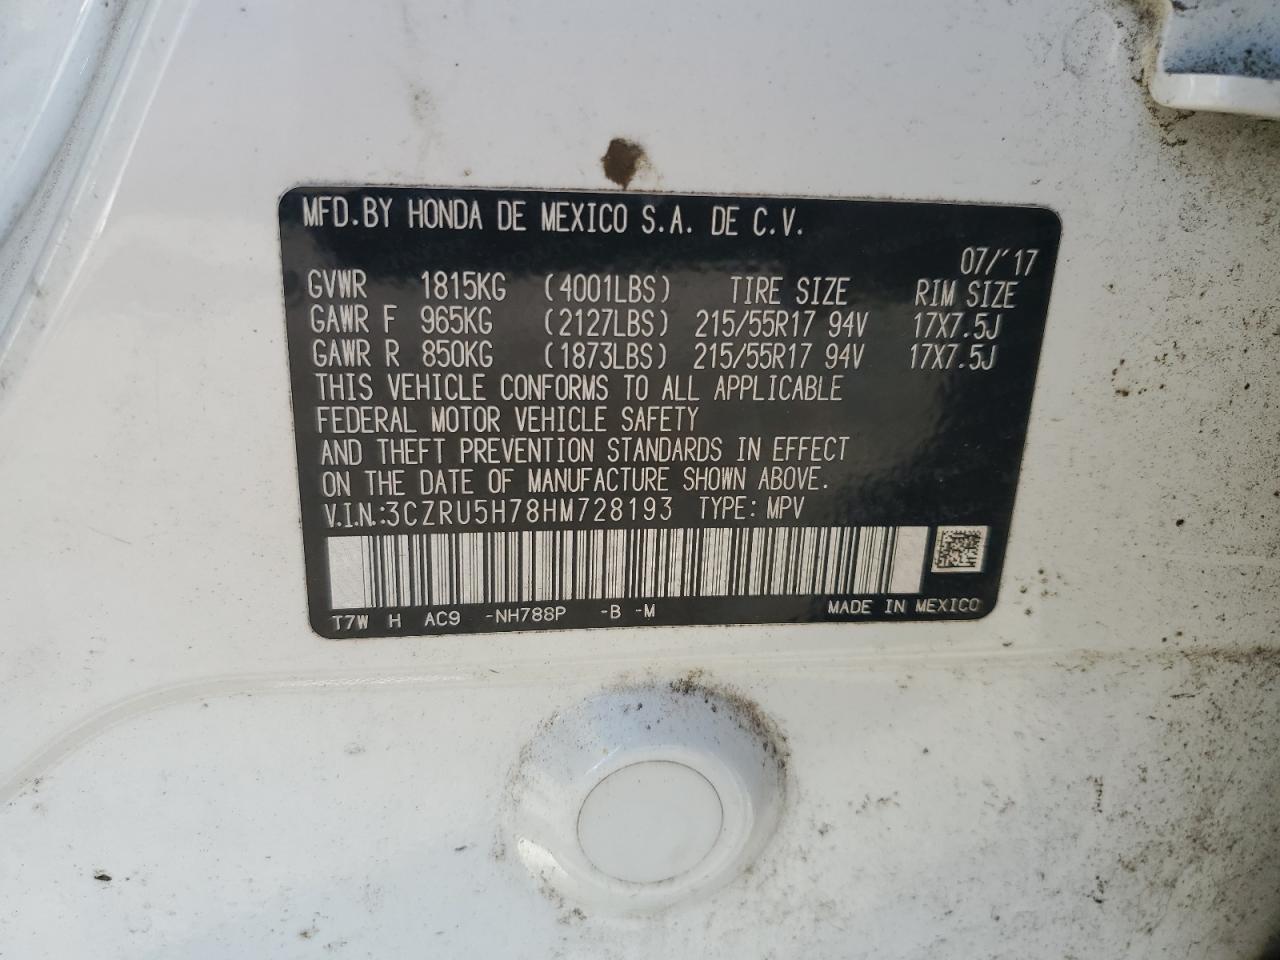 MFD.BY HONDA DE MEXICO S.A. DE C.V.
07/'17
GVWR 1815KG (4001LBS) TIRE SIZE RIM SIZE
GAWR F 965KG (2127LBS) 215/55R17 94V 17X7.5J
GAWR R 850KG (1873LBS) 215/55R17 94V 17X7.5J
THIS VEHICLE CONFORMS TO ALL APPLICABLE
FEDERAL MOTOR VEHICLE SAFETY
AND THEFT PREVENTION STANDARDS IN EFFECT
ON THE DATE OF MANUFACTURE SHOWN ABOVE.
V.I.N.:3CZRU5H78HM728193 TYPE: MPV
T7W H AC9 -NH788P -B -M MADE IN MEXICO